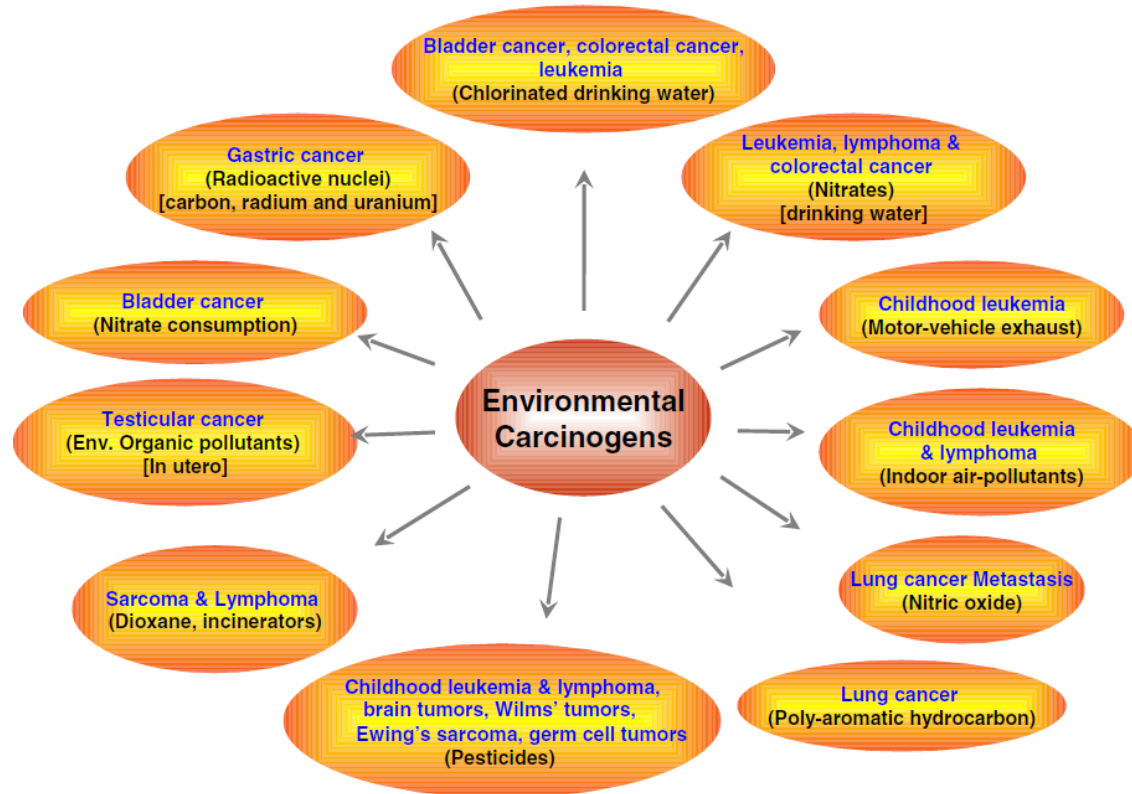 Bladder cancer, colorectal cancer,
leukemia
(Chlorinated drinking water)
Gastric cancer
(Radioactive nuclei)
[carbon, radium and uranium]
Leukemia, lymphoma &
colorectal cancer
(Nitrates)
[drinking water]
Bladder cancer
(Nitrate consumption)
Childhood leukemia
(Motor-vehicle exhaust)
Environmental
Carcinogens
Testicular cancer
(Env. Organic pollutants)
[In utero]
Childhood leukemia
& lymphoma
(Indoor air-pollutants)
Sarcoma & Lymphoma
(Dioxane, incinerators)
Lung cancer Metastasis
(Nitric oxide)
Childhood leukemia & lymphoma,
brain tumors, Wilms' tumors,
Ewing's sarcoma, germ cell tumors
(Pesticides)
Lung cancer
(Poly-aromatic hydrocarbon)